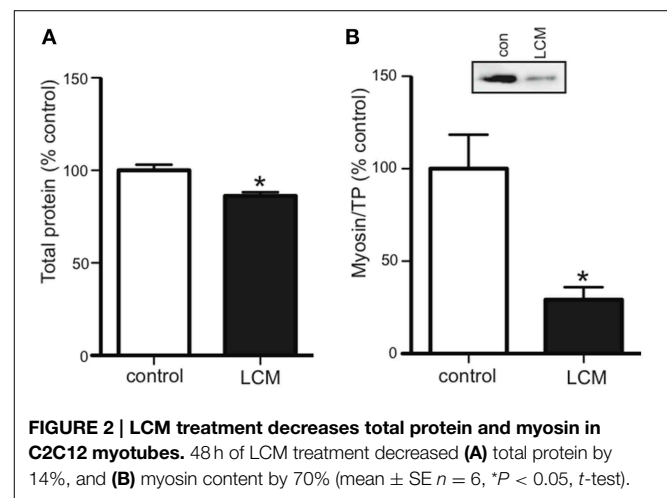 A
Total protein (% control)
150
100
50
0
*
control
LCM
B
con
LCM
Myosin/TP (% control)
150
100
50
0
*
control
LCM
FIGURE 2 | LCM treatment decreases total protein and myosin in
C2C12 myotubes. 48 h of LCM treatment decreased (A) total protein by
14%, and (B) myosin content by 70% (mean ± SE n = 6, *P < 0.05, t-test).